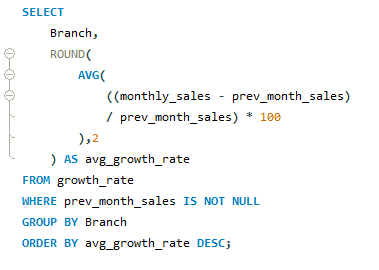 SELECT
Branch,
ROUND(
AVG(
((monthly_sales - prev_month_sales)
/ prev_month_sales) * 100
),2
) AS avg_growth_rate
FROM growth_rate
WHERE prev_month_sales IS NOT NULL
GROUP BY Branch
ORDER BY avg_growth_rate DESC;